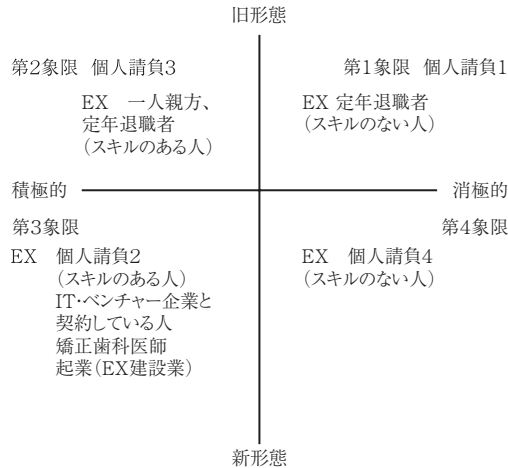 旧形態
第2象限 個人請負3
EX 一人親方、
定年退職者
(スキルのある人)
第1象限 個人請負1
EX 定年退職者
(スキルのない人)
積極的
消極的
第3象限
EX 個人請負2
(スキルのある人)
IT・ベンチャー企業と
契約している人
矯正歯科医師
起業(EX建設業)
第4象限
EX 個人請負4
(スキルのない人)
新形態